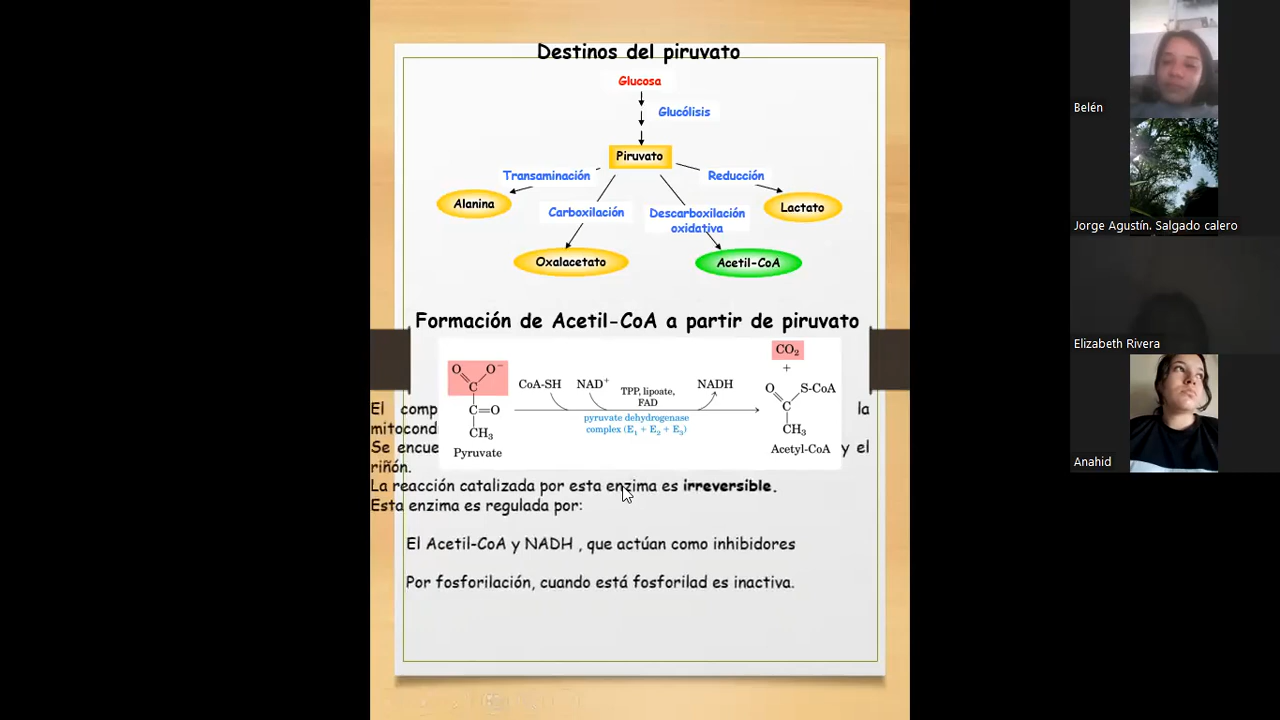 Destinos del piruvato
Glucosa
Glucólisis
Piruvato
Transaminación
Reducción
Alanina
Carboxilación
Descarboxilación
oxidativa
Lactato
Oxalacetato
Acetil-CoA
Formación de Acetil-CoA a partir de piruvato
CO2
+
O O⁻
C
C=O
CH3
Pyruvate
CoA-SH NAD⁺ TPP, lipoate, NADH
FAD
pyruvate dehydrogenase
complex (E1 + E2 + E3)
O S-CoA
C
CH3
Acetyl-CoA
El la
Se y el
riñón.
La reacción catalizada por esta enzima es irreversible.
Esta enzima es regulada por:
El Acetil-CoA y NADH , que actúan como inhibidores
Por fosforilación, cuando está fosforilad es inactiva.
Belén
Jorge Agustín. Salgado calero
Elizabeth Rivera
Anahid